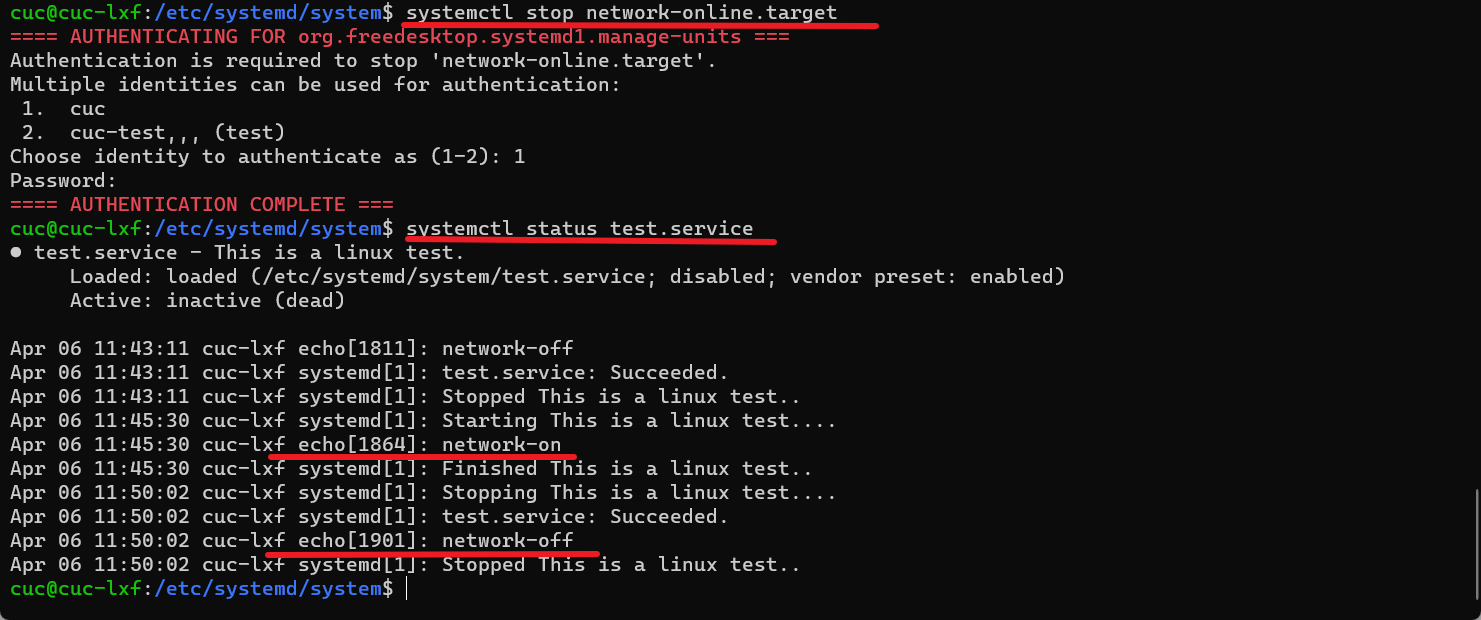 cuc@cuc-lxf:/etc/systemd/system$ systemctl stop network-online.target
==== AUTHENTICATING FOR org.freedesktop.systemd1.manage-units ===
Authentication is required to stop 'network-online.target'.
Multiple identities can be used for authentication:
 1.  cuc
 2.  cuc-test,,, (test)
Choose identity to authenticate as (1-2): 1
Password:
==== AUTHENTICATION COMPLETE ===
cuc@cuc-lxf:/etc/systemd/system$ systemctl status test.service
● test.service - This is a linux test.
     Loaded: loaded (/etc/systemd/system/test.service; disabled; vendor preset: enabled)
     Active: inactive (dead)

Apr 06 11:43:11 cuc-lxf echo[1811]: network-off
Apr 06 11:43:11 cuc-lxf systemd[1]: test.service: Succeeded.
Apr 06 11:43:11 cuc-lxf systemd[1]: Stopped This is a linux test..
Apr 06 11:45:30 cuc-lxf systemd[1]: Starting This is a linux test....
Apr 06 11:45:30 cuc-lxf echo[1864]: network-on
Apr 06 11:45:30 cuc-lxf systemd[1]: Finished This is a linux test..
Apr 06 11:50:02 cuc-lxf systemd[1]: Stopping This is a linux test....
Apr 06 11:50:02 cuc-lxf systemd[1]: test.service: Succeeded.
Apr 06 11:50:02 cuc-lxf echo[1901]: network-off
Apr 06 11:50:02 cuc-lxf systemd[1]: Stopped This is a linux test..
cuc@cuc-lxf:/etc/systemd/system$